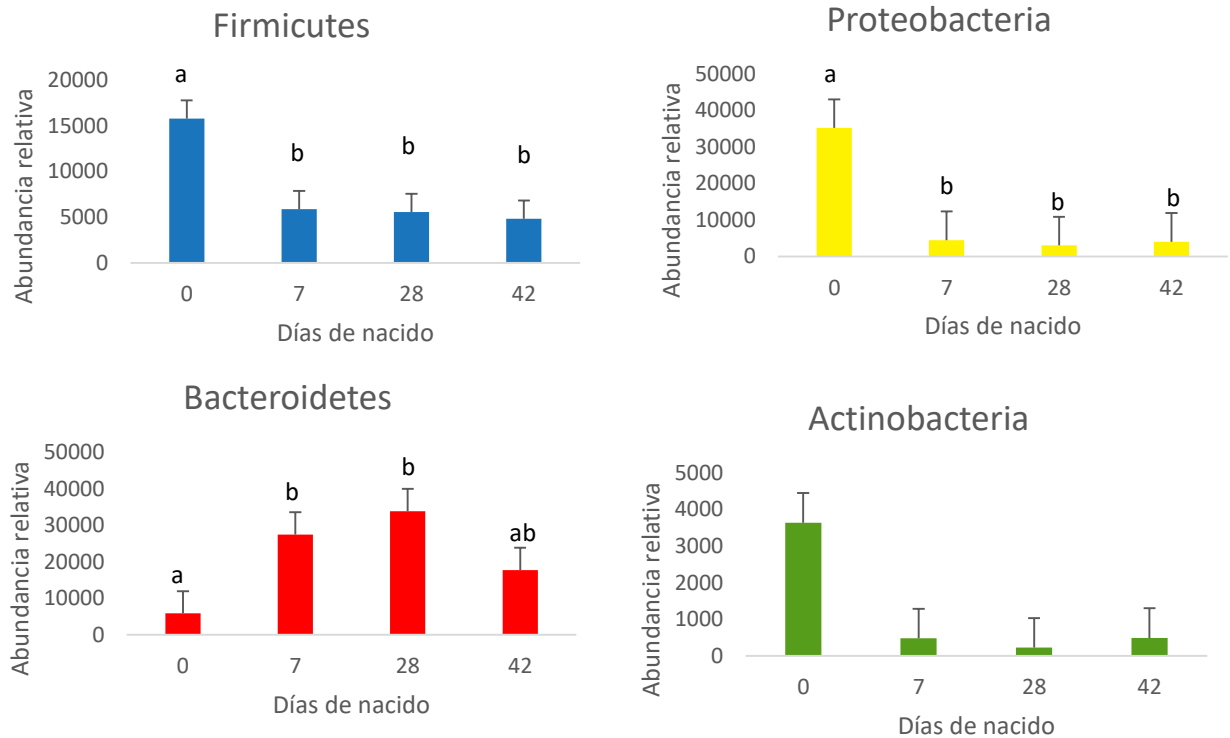 Firmicutes
Abundancia relativa
20000
15000
10000
5000
0
a
b
b
b
0 7 28 42
Días de nacido
Proteobacteria
Abundancia relativa
50000
40000
30000
20000
10000
0
a
b
b
b
0 7 28 42
Días de nacido
Bacteroidetes
Abundancia relativa
50000
40000
30000
20000
10000
0
a
b
b
ab
0 7 28 42
Días de nacido
Actinobacteria
Abundancia relativa
5000
4000
3000
2000
1000
0
0 7 28 42
Días de nacido